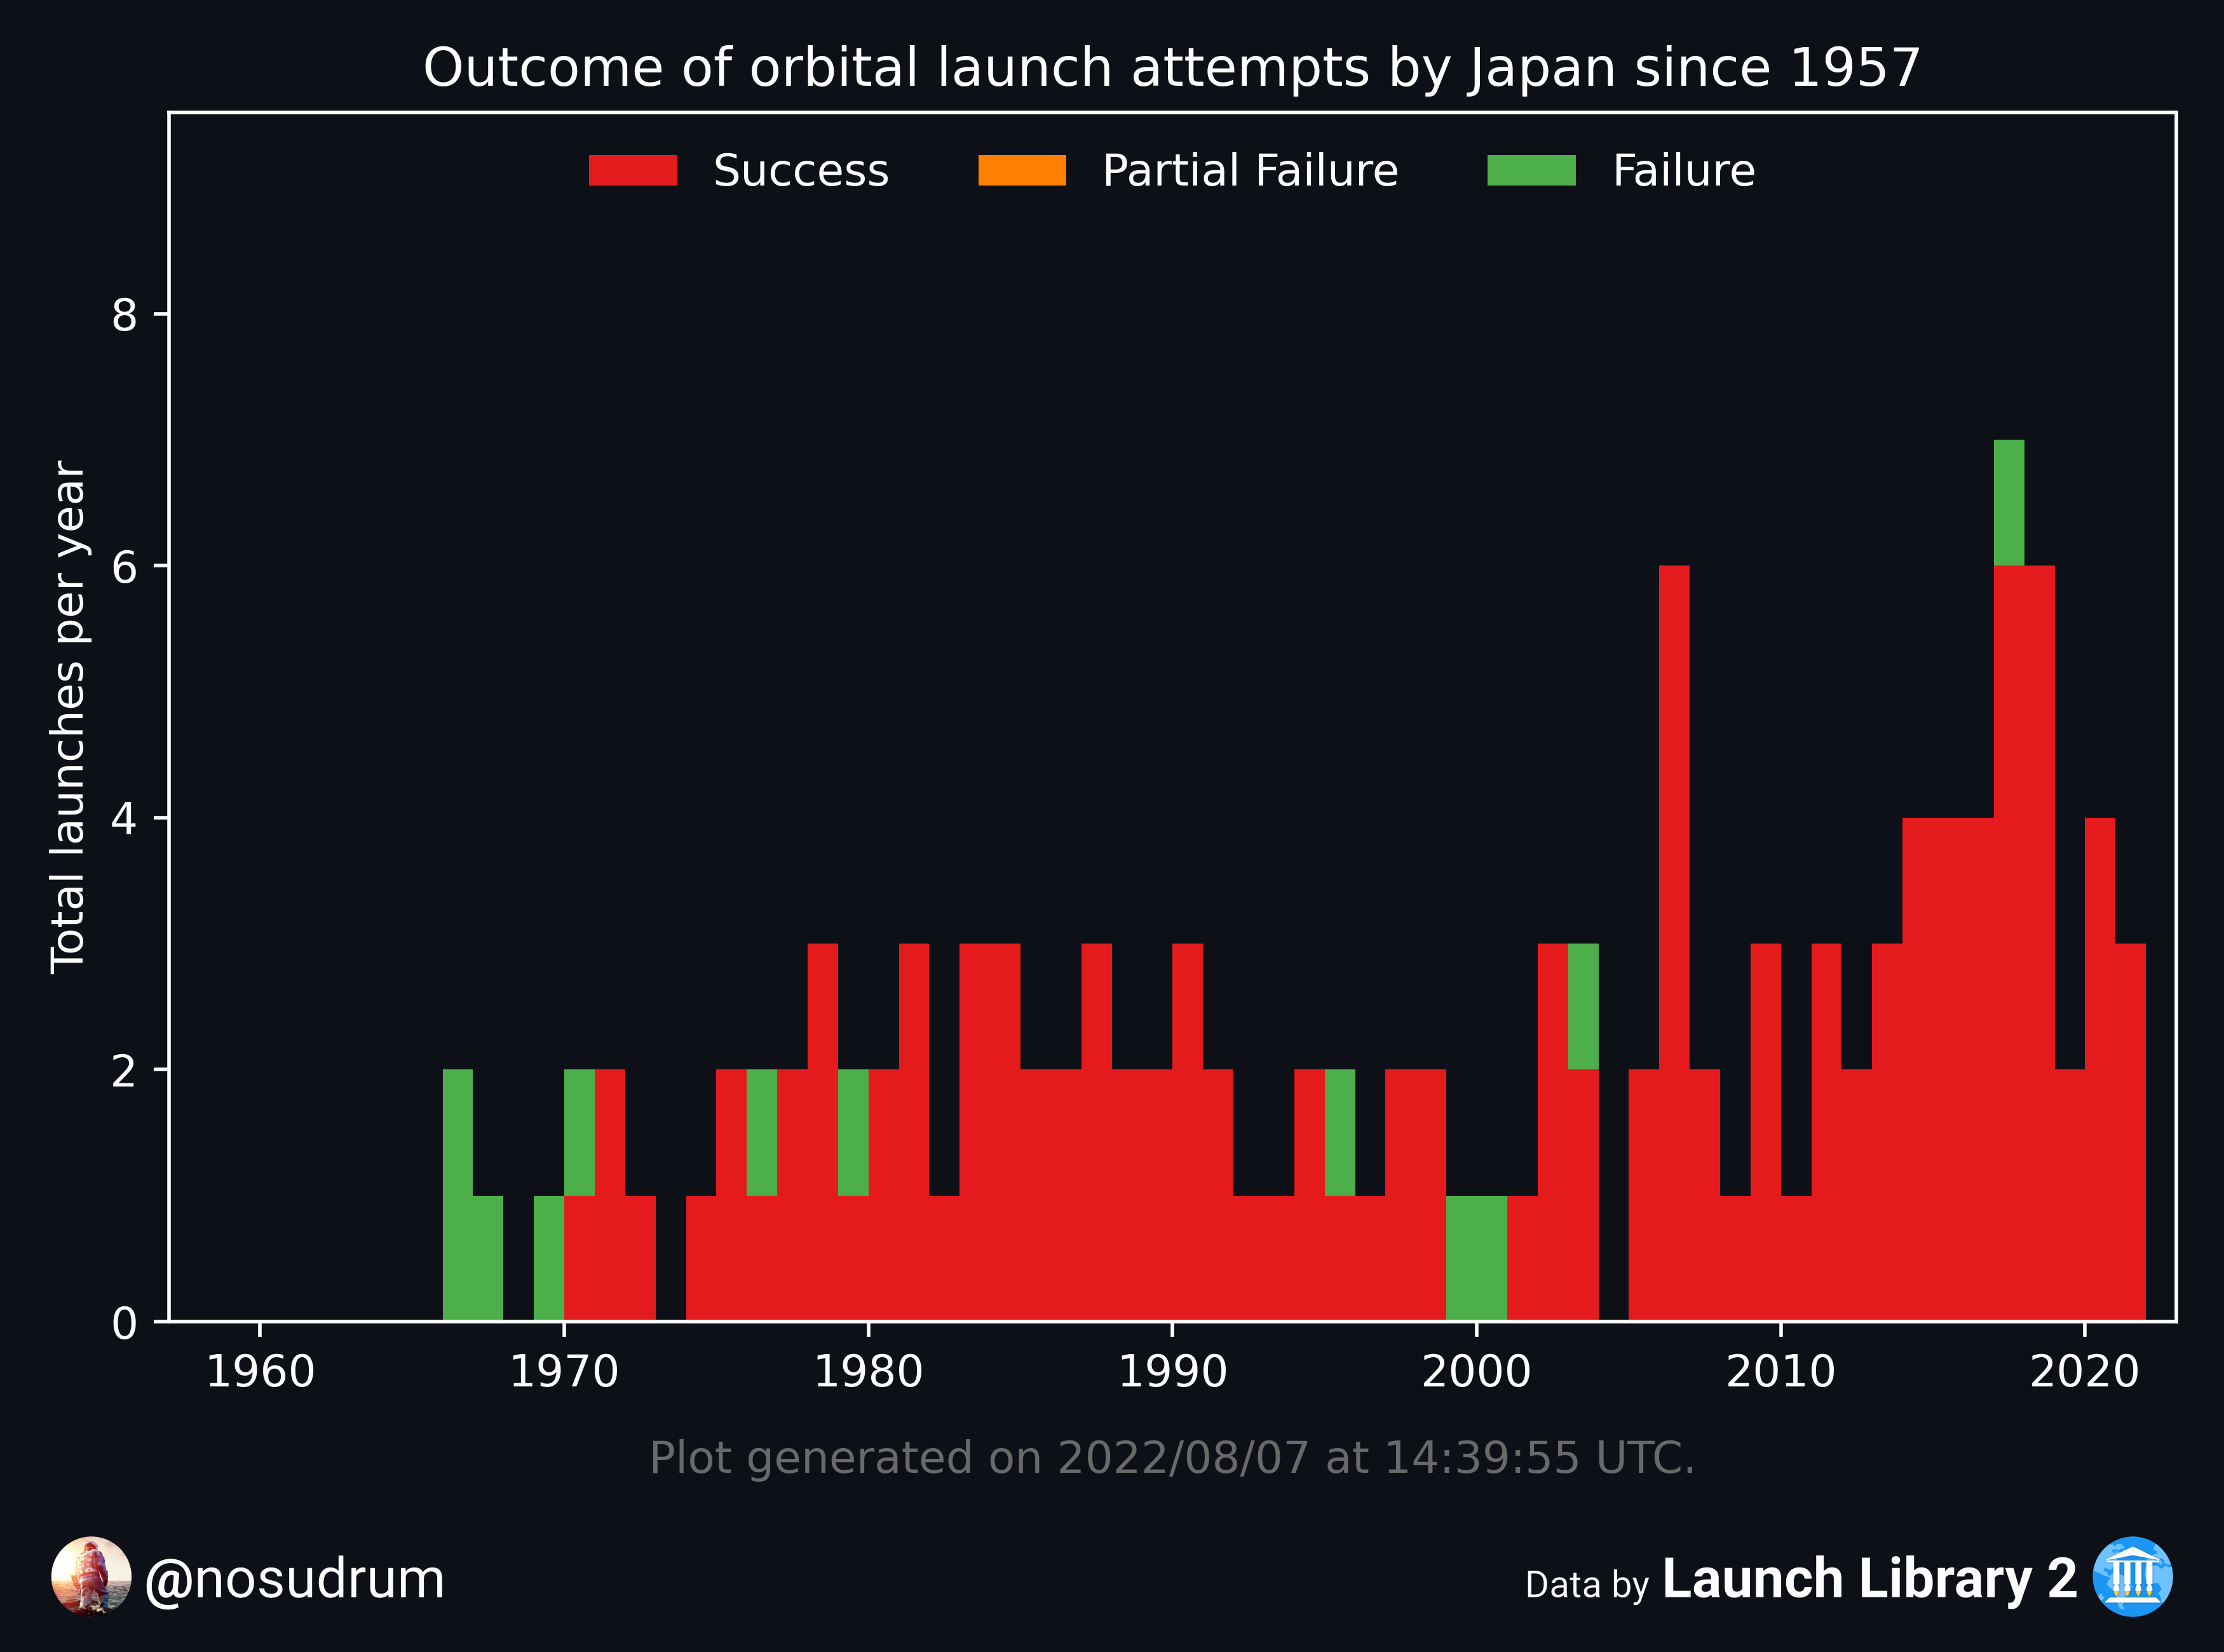 Outcome of orbital launch attempts by Japan since 1957
Success Partial Failure Failure
Total launches per year
8
6
4
2
0
1960 1970 1980 1990 2000 2010 2020
Plot generated on 2022/08/07 at 14:39:55 UTC.
@nosudrum
Data by Launch Library 2